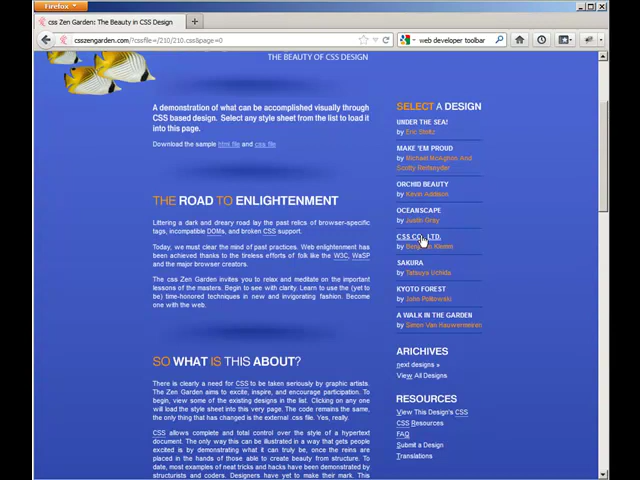 Firefox
css Zen Garden: The Beauty in CSS Design
csszengarden.com/?cssfile=/210/210.css&page=0
web developer toolbar
THE BEAUTY OF CSS DESIGN
A demonstration of what can be accomplished visually through
CSS based design. Select any style sheet from the list to load it
into this page.
Download the sample html file and css file
THE ROAD TO ENLIGHTENMENT
Littering a dark and dreary road lay the past relics of browser-specific
tags, incompatible DOMs, and broken CSS support.
Today, we must clear the mind of past practices. Web enlightenment has
been achieved thanks to the tireless efforts of folk like the W3C, WaSP
and the major browser creators.
The css Zen Garden invites you to relax and meditate on the important
lessons of the masters. Begin to see with clarity. Learn to use the (yet to
be) time-honored techniques in new and invigorating fashion. Become
one with the web.
SO WHAT IS THIS ABOUT?
There is clearly a need for CSS to be taken seriously by graphic artists.
The Zen Garden aims to excite, inspire, and encourage participation. To
begin, view some of the existing designs in the list. Clicking on any one
will load the style sheet into this very page. The code remains the same,
the only thing that has changed is the external .css file. Yes, really.
CSS allows complete and total control over the style of a hypertext
document. The only way this can be illustrated in a way that gets people
excited is by demonstrating what it can truly be, once the reins are
placed in the hands of those able to create beauty from structure. To
date, most examples of neat tricks and hacks have been demonstrated by
structurists and coders. Designers have yet to make their mark. This
SELECT A DESIGN
UNDER THE SEA!
by Eric Stoltz
MAKE 'EM PROUD
by Michael McAghon And
Scotty Reifsnyder
ORCHID BEAUTY
by Kevin Addison
OCEANSCAPE
by Justin Gray
CSS CO., LTD.
by Benjamin Klemm
SAKURA
by Tatsuya Uchida
KYOTO FOREST
by John Politowski
A WALK IN THE GARDEN
by Simon Van Hauwermeiren
ARCHIVES
next designs »
View All Designs
RESOURCES
View This Design's CSS
CSS Resources
FAQ
Submit a Design
Translations